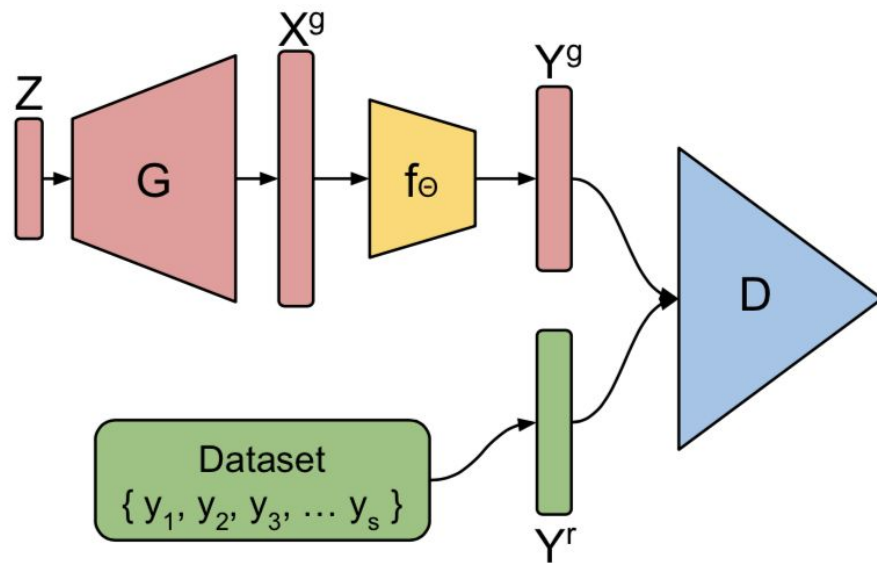 Z
G
X^g
f_Θ
Y^g
D
Dataset
{ y_1, y_2, y_3, … y_s }
Y^r